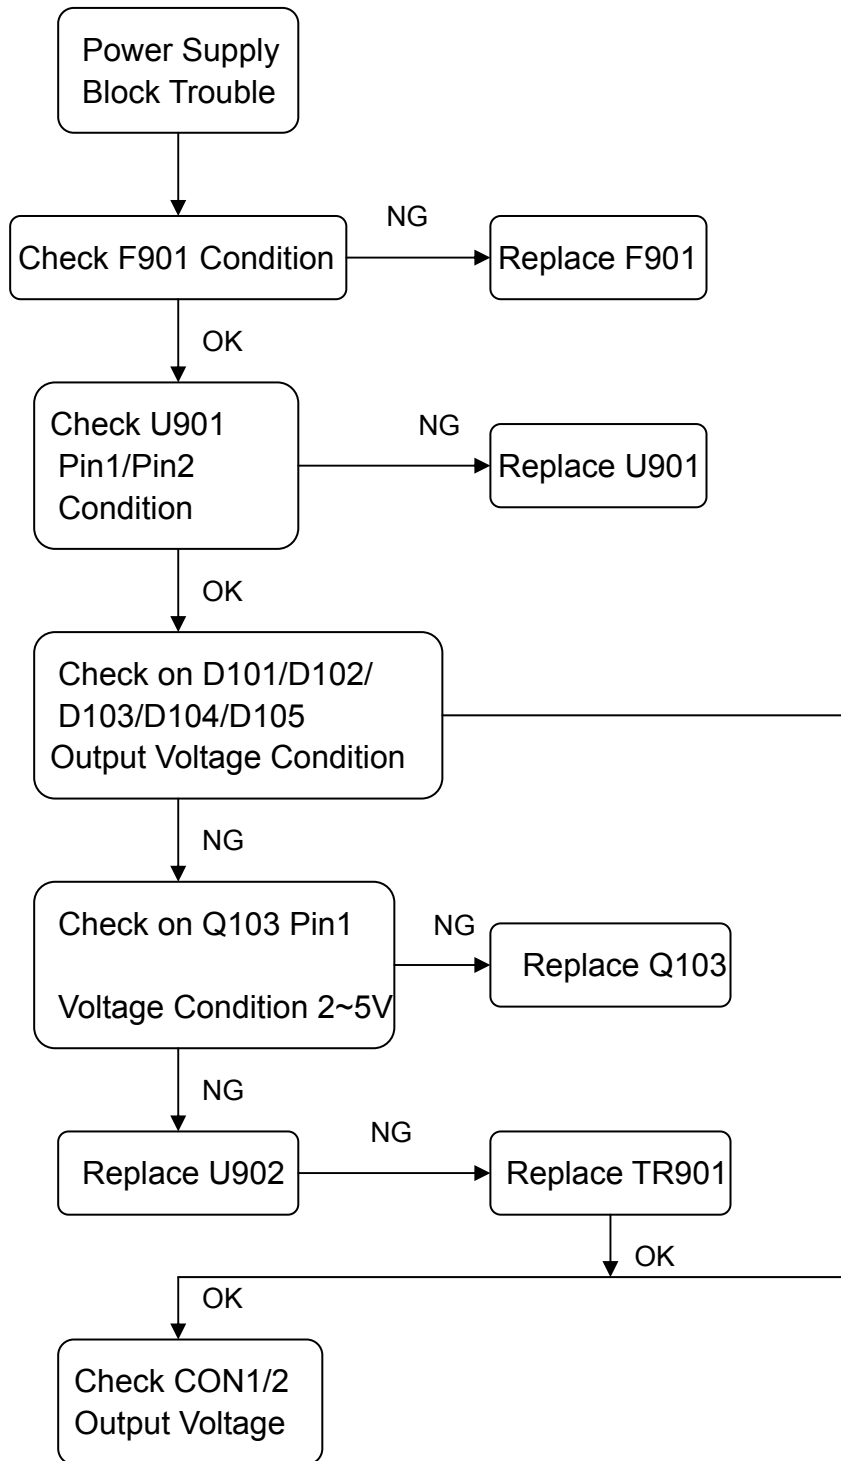 Power Supply
Block Trouble
NG
Check F901 Condition
Replace F901
OK
Check U901
Pin1/Pin2
Condition
NG
Replace U901
OK
Check on D101/D102/
D103/D104/D105
Output Voltage Condition
NG
Check on Q103 Pin1
Voltage Condition 2~5V
NG
Replace Q103
NG
Replace U902
NG
Replace TR901
OK
OK
Check CON1/2
Output Voltage